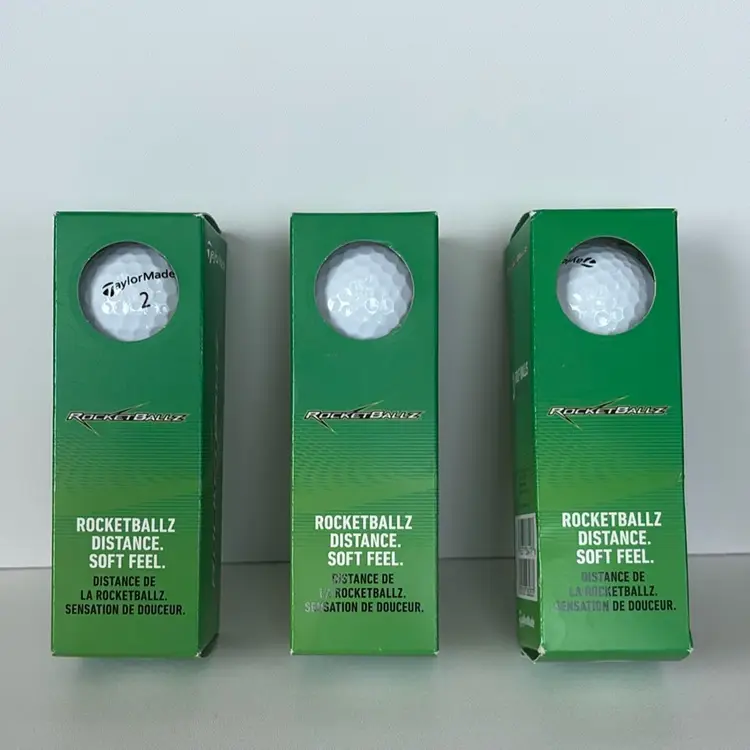 TaylorMade
2
ROCKETBALLZ
ROCKETBALLZ
DISTANCE.
SOFT FEEL.
DISTANCE DE
LA ROCKETBALLZ.
SENSATION DE DOUCEUR.
ROCKETBALLZ
ROCKETBALLZ
DISTANCE.
SOFT FEEL.
DISTANCE DE
LA ROCKETBALLZ.
SENSATION DE DOUCEUR.
ROCKETBALLZ
ROCKETBALLZ
DISTANCE.
SOFT FEEL.
DISTANCE DE
LA ROCKETBALLZ.
SENSATION DE DOUCEUR.
TaylorMade